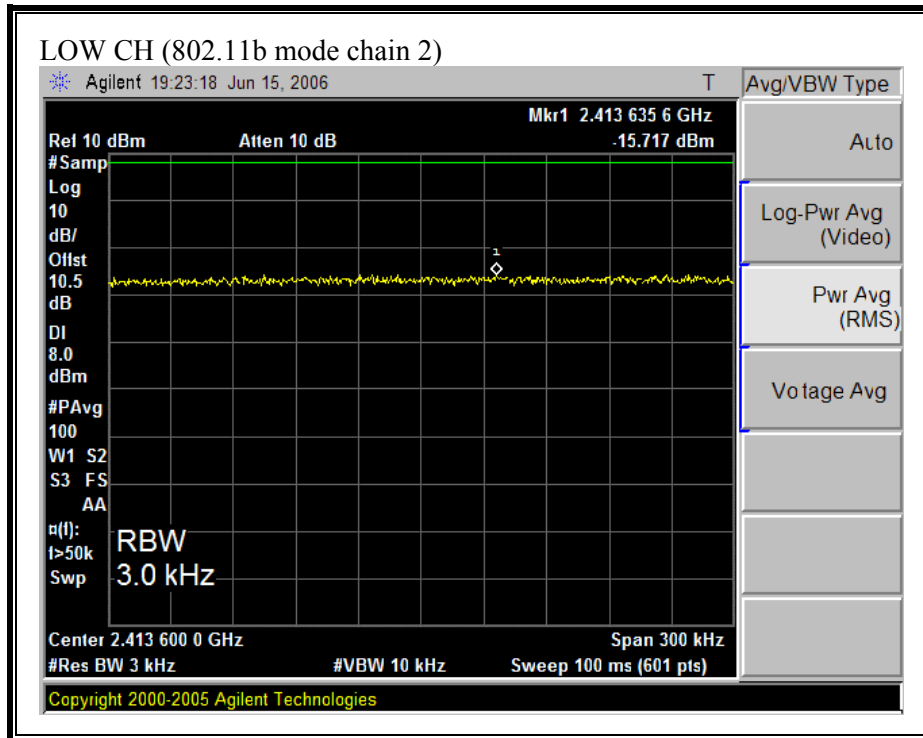 LOW CH (802.11b mode chain 2)
Agilent 19:23:18 Jun 15, 2006 T
Avg/VBW Type
Mkr1 2.413 635 6 GHz
Ref 10 dBm Atten 10 dB -15.717 dBm
#Samp
Log
10
dB/
Offst
10.5
dB
DI
8.0
dBm
#PAvg
100
W1 S2
S3 FS
AA
¤(f):
f>50k
Swp
1
RBW
3.0 kHz
Center 2.413 600 0 GHz Span 300 kHz
#Res BW 3 kHz #VBW 10 kHz Sweep 100 ms (601 pts)
Copyright 2000-2005 Agilent Technologies
Auto
Log-Pwr Avg
(Video)
Pwr Avg
(RMS)
Voltage Avg